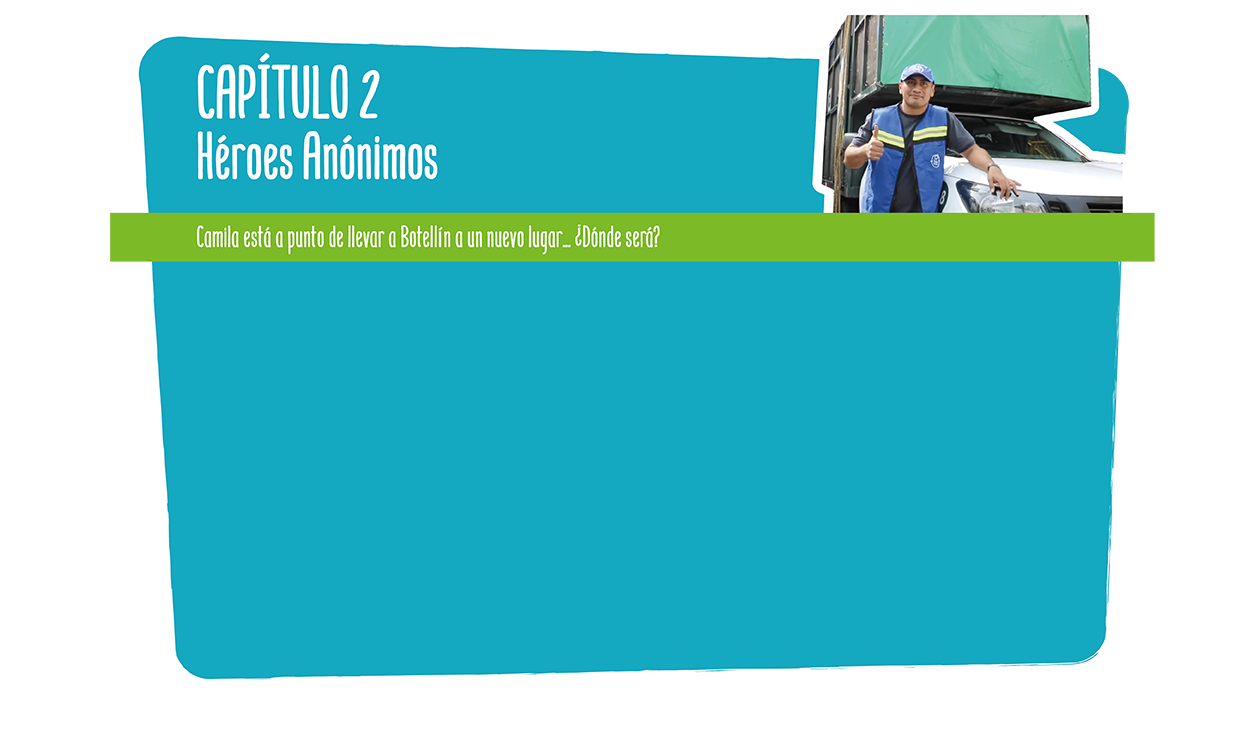 CAPÍTULO 2
Héroes Anónimos
Camila está a punto de llevar a Botellín a un nuevo lugar... ¿Dónde será?